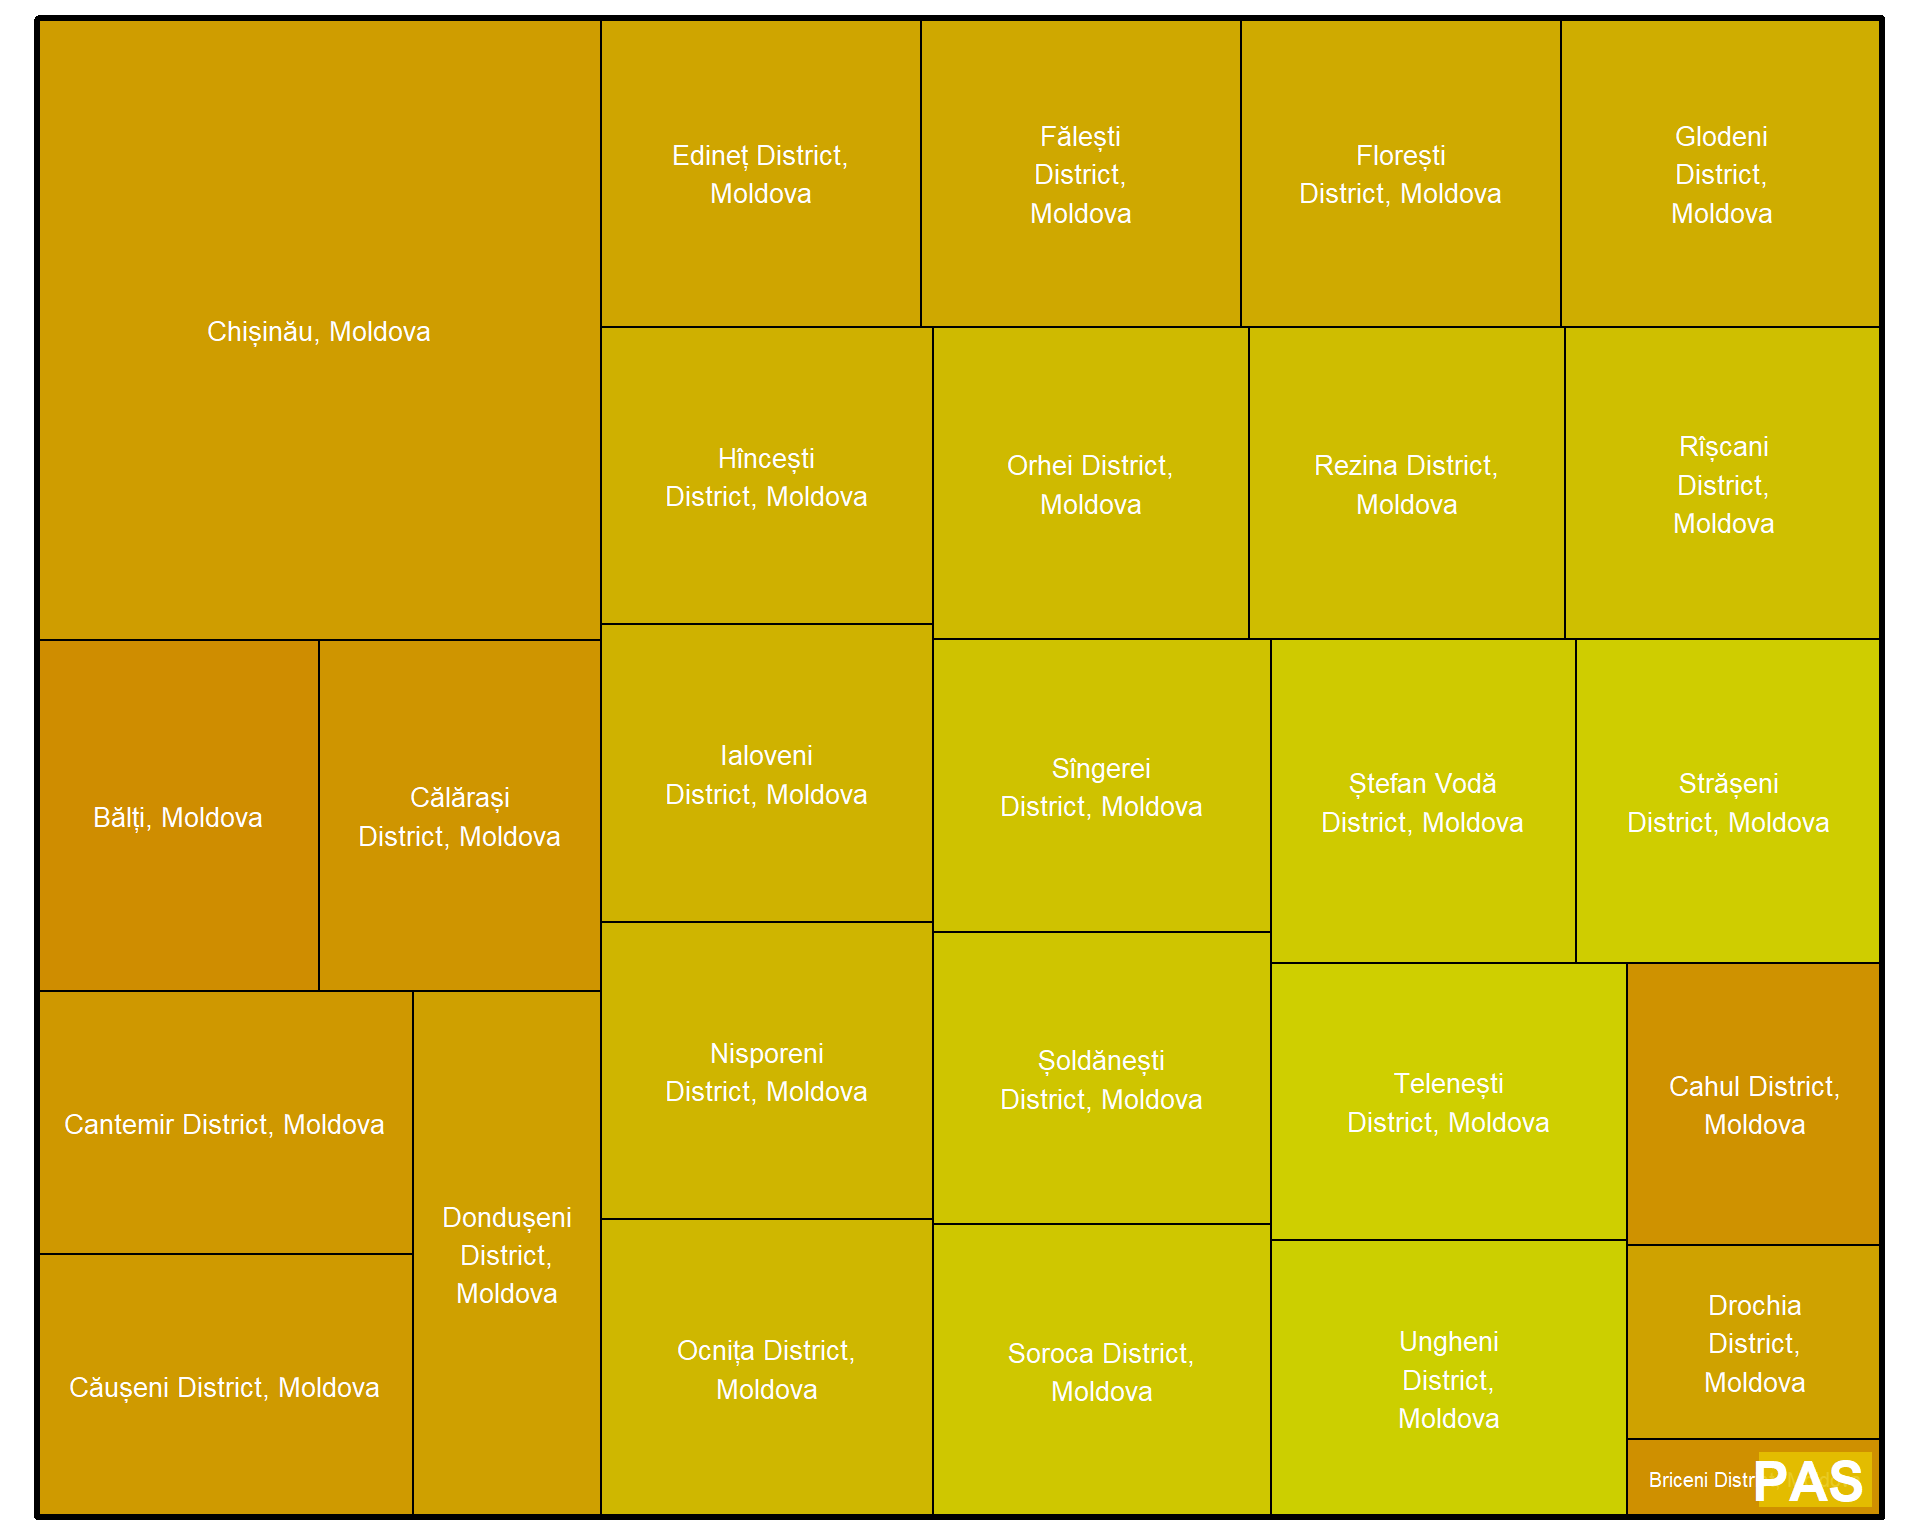 Chișinău, Moldova
Edineț District,
Moldova
Fălești
District,
Moldova
Florești
District, Moldova
Glodeni
District,
Moldova
Hîncești
District, Moldova
Orhei District,
Moldova
Rezina District,
Moldova
Rîșcani
District,
Moldova
Bălți, Moldova
Călărași
District, Moldova
Ialoveni
District, Moldova
Sîngerei
District, Moldova
Ștefan Vodă
District, Moldova
Strășeni
District, Moldova
Cantemir District, Moldova
Dondușeni
District,
Moldova
Nisporeni
District, Moldova
Șoldănești
District, Moldova
Telenești
District, Moldova
Cahul District,
Moldova
Căușeni District, Moldova
Ocnița District,
Moldova
Soroca District,
Moldova
Ungheni
District,
Moldova
Drochia
District,
Moldova
Briceni
PAS